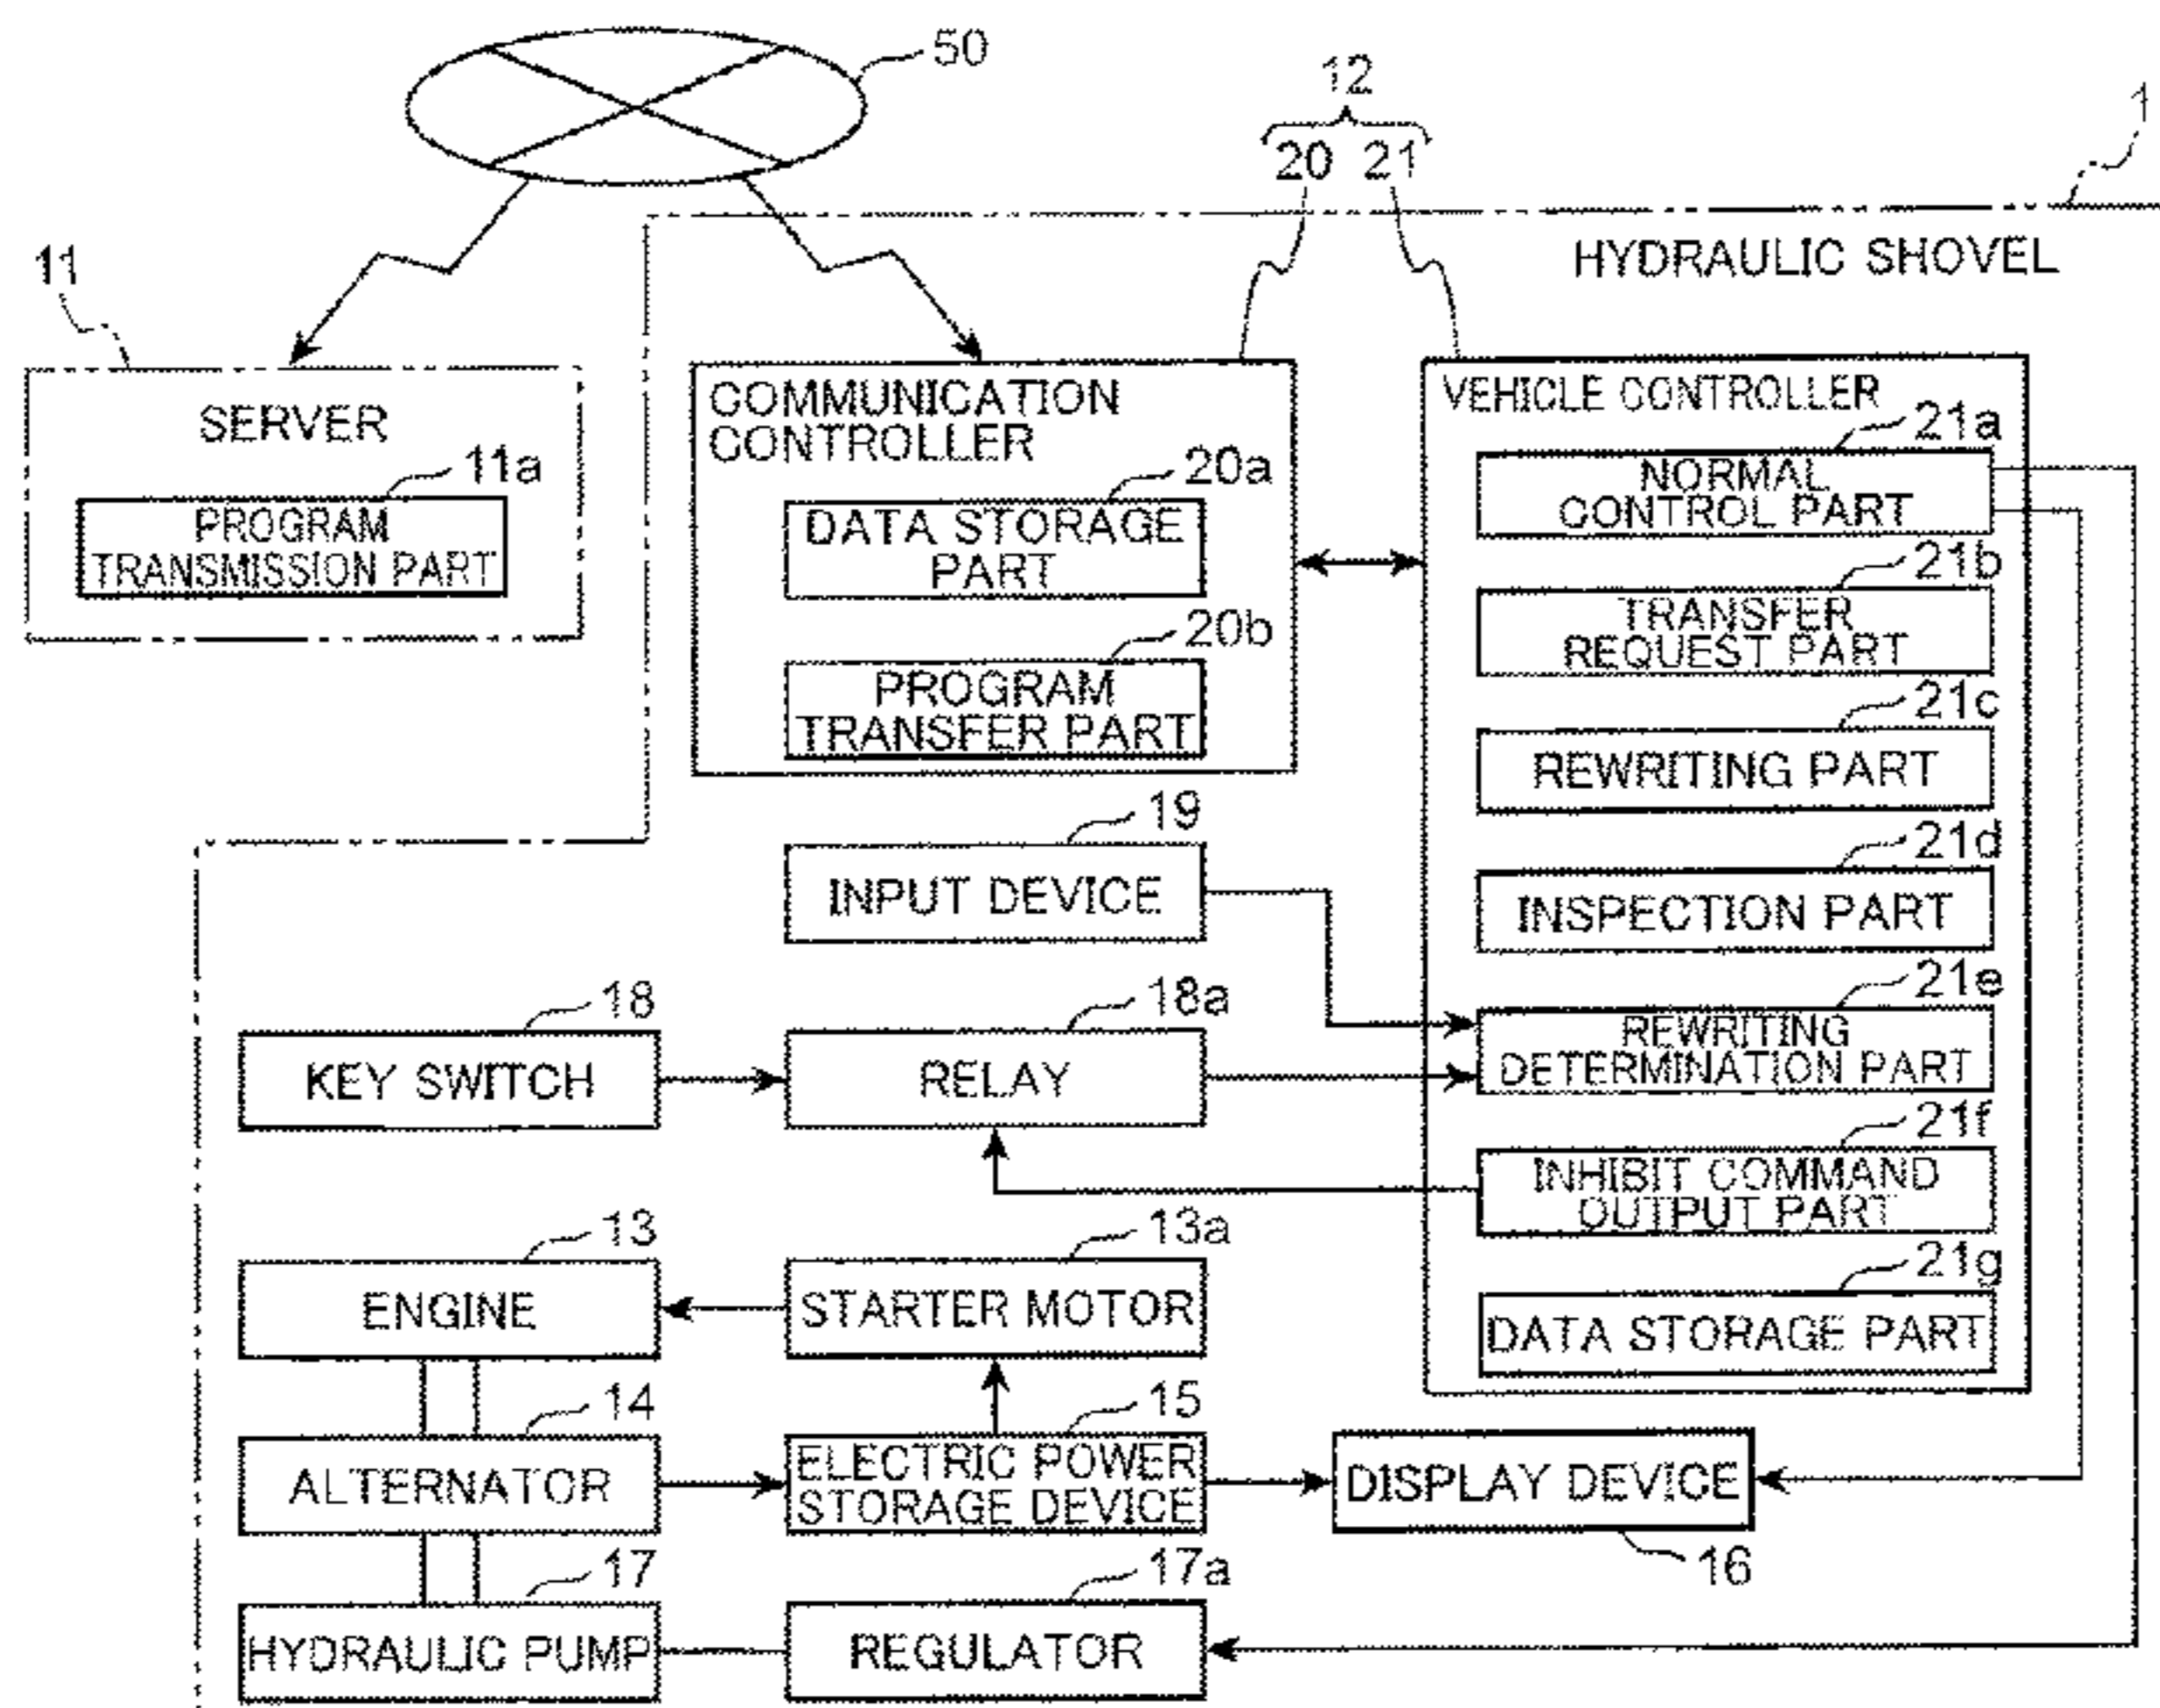 50
12
20 21
1
HYDRAULIC SHOVEL
11
SERVER
11a
PROGRAM
TRANSMISSION PART
COMMUNICATION
CONTROLLER
20a
DATA STORAGE
PART
20b
PROGRAM
TRANSFER PART
VEHICLE CONTROLLER
21a
NORMAL
CONTROL PART
21b
TRANSFER
REQUEST PART
21c
REWRITING PART
21d
INSPECTION PART
21e
REWRITING
DETERMINATION PART
21f
INHIBIT COMMAND
OUTPUT PART
21g
DATA STORAGE PART
19
INPUT DEVICE
18
KEY SWITCH
18a
RELAY
13
ENGINE
13a
STARTER MOTOR
14
ALTERNATOR
15
ELECTRIC POWER
STORAGE DEVICE
DISPLAY DEVICE
16
17
HYDRAULIC PUMP
17a
REGULATOR